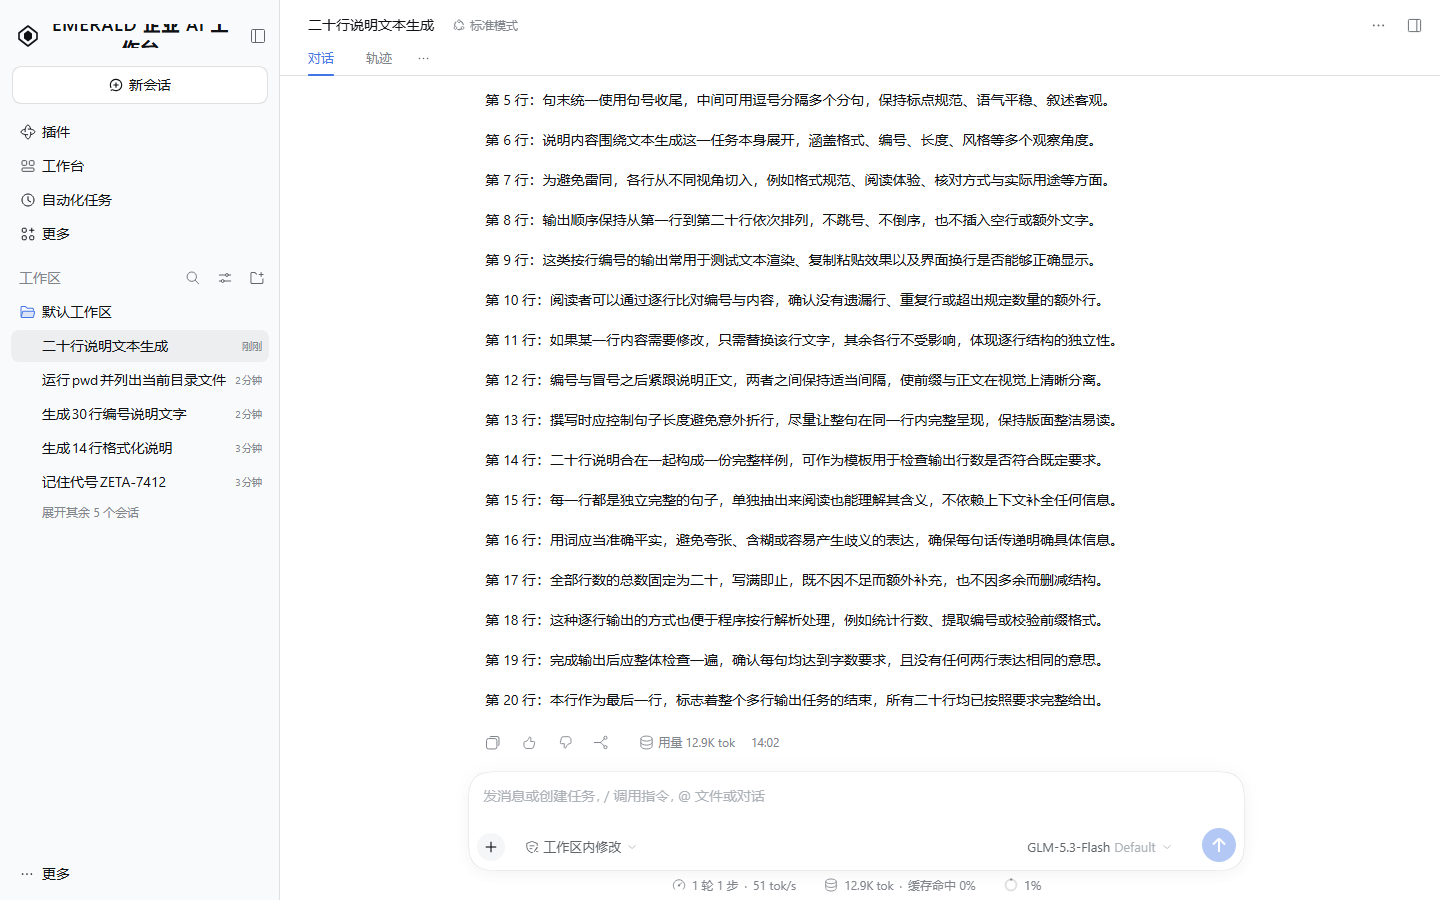 EMERALD 企业 AI 工作台
新会话
插件
工作台
自动化任务
更多
工作区
默认工作区
二十行说明文本生成 刚刚
运行pwd并列出当前目录文件 2分钟
生成30行编号说明文字 2分钟
生成14行格式化说明 3分钟
记住代号ZETA-7412 3分钟
展开其余 5 个会话
··· 更多
二十行说明文本生成 标准模式
对话 轨迹 ···
第 5 行：句末统一使用句号收尾，中间可用逗号分隔多个分句，保持标点规范、语气平稳、叙述客观。
第 6 行：说明内容围绕文本生成这一任务本身展开，涵盖格式、编号、长度、风格等多个观察角度。
第 7 行：为避免雷同，各行从不同视角切入，例如格式规范、阅读体验、核对方式与实际用途等方面。
第 8 行：输出顺序保持从第一行到第二十行依次排列，不跳号、不倒序，也不插入空行或额外文字。
第 9 行：这类按行编号的输出常用于测试文本渲染、复制粘贴效果以及界面换行是否能够正确显示。
第 10 行：阅读者可以通过逐行比对编号与内容，确认没有遗漏行、重复行或超出规定数量的额外行。
第 11 行：如果某一行内容需要修改，只需替换该行文字，其余各行不受影响，体现逐行结构的独立性。
第 12 行：编号与冒号之后紧跟说明正文，两者之间保持适当间隔，使前缀与正文在视觉上清晰分离。
第 13 行：撰写时应控制句子长度避免意外折行，尽量让整句在同一行内完整呈现，保持版面整洁易读。
第 14 行：二十行说明合在一起构成一份完整样例，可作为模板用于检查输出行数是否符合既定要求。
第 15 行：每一行都是独立完整的句子，单独抽出来阅读也能理解其含义，不依赖上下文补全任何信息。
第 16 行：用词应当准确平实，避免夸张、含糊或容易产生歧义的表达，确保每句话传递明确具体信息。
第 17 行：全部行数的总数固定为二十，写满即止，既不因不足而额外补充，也不因多余而删减结构。
第 18 行：这种逐行输出的方式也便于程序按行解析处理，例如统计行数、提取编号或校验前缀格式。
第 19 行：完成输出后应整体检查一遍，确认每句均达到字数要求，且没有任何两行表达相同的意思。
第 20 行：本行作为最后一行，标志着整个多行输出任务的结束，所有二十行均已按照要求完整给出。
用量 12.9K tok 14:02
发消息或创建任务, / 调用指令, @ 文件或对话
工作区内修改 GLM-5.3-Flash Default
1 轮 1 步 · 51 tok/s 12.9K tok · 缓存命中 0% 1%